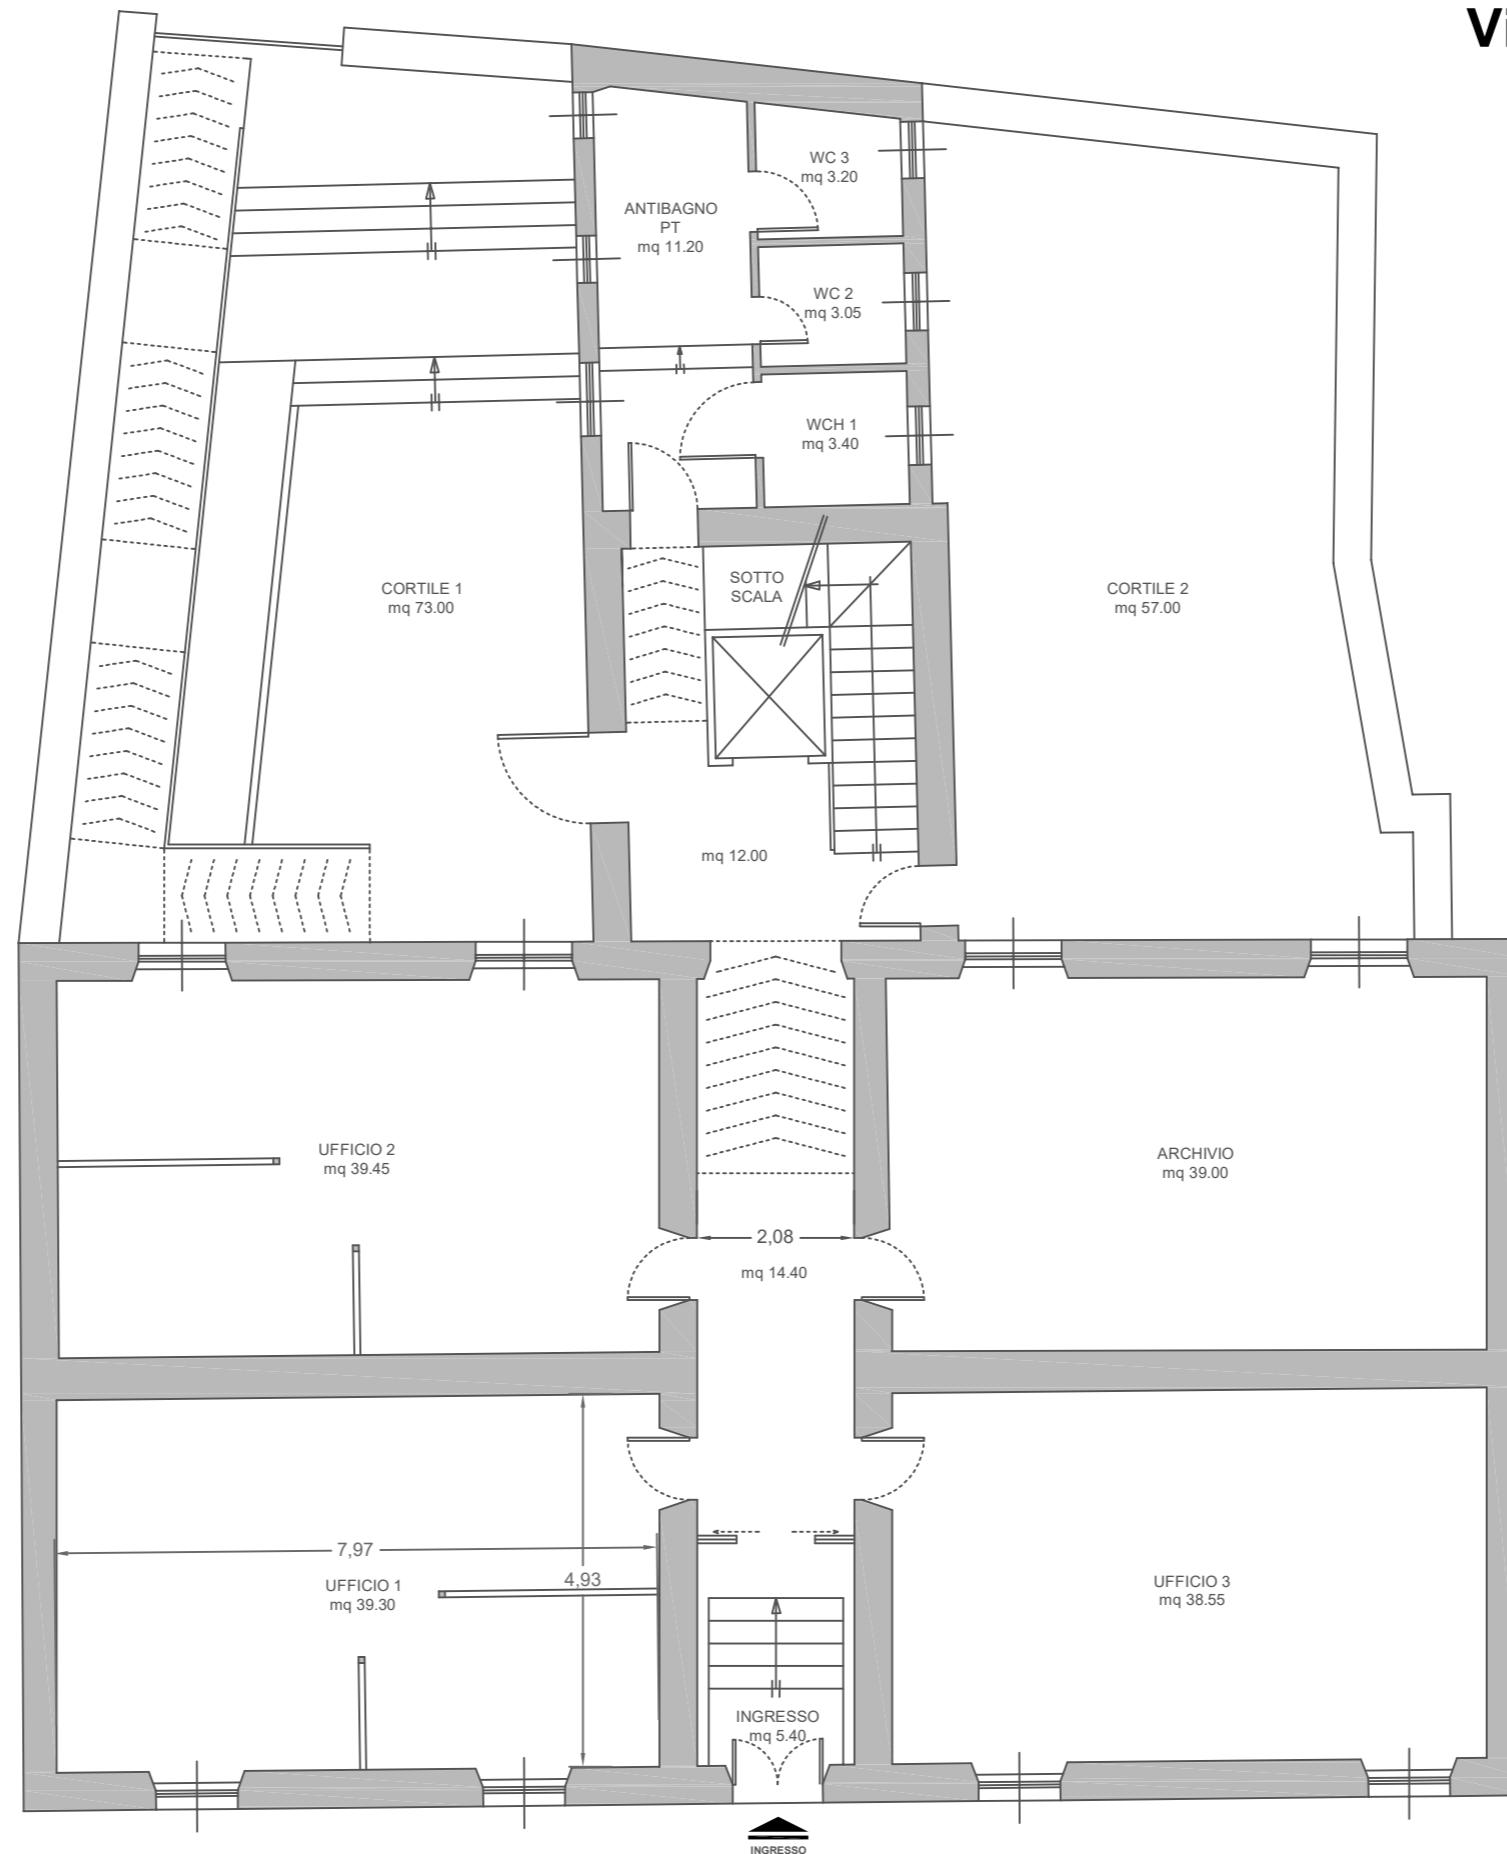 Vi
WC 3
mq 3.20
ANTIBAGNO
PT
mq 11.20
WC 2
mq 3.05
WCH 1
mq 3.40
CORTILE 1
mq 73.00
SOTTO
SCALA
CORTILE 2
mq 57.00
mq 12.00
UFFICIO 2
mq 39.45
ARCHIVIO
mq 39.00
2,08
mq 14.40
7,97
4,93
UFFICIO 1
mq 39.30
UFFICIO 3
mq 38.55
INGRESSO
mq 5.40
INGRESSO